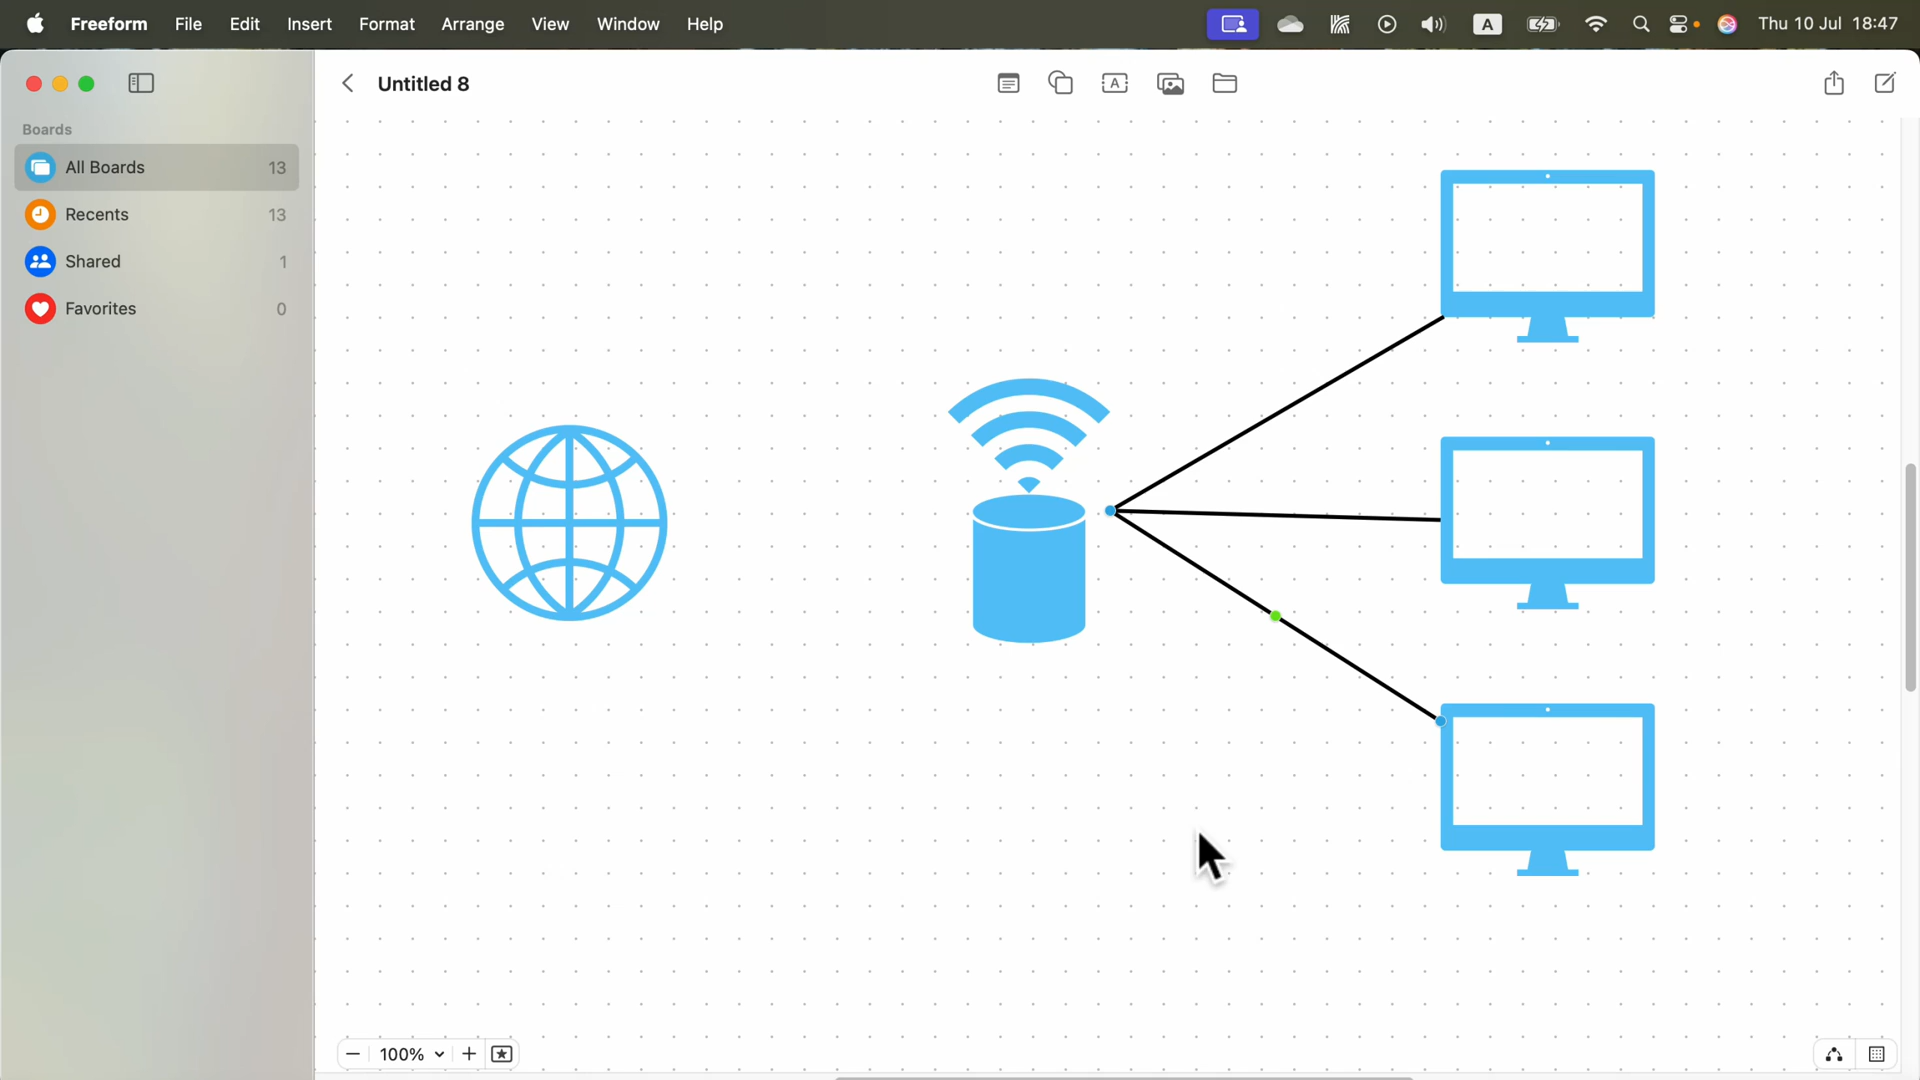 Freeform File Edit Insert Format Arrange View Window Help A Thu 10 Jul 18:47
Untitled 8
A
Boards
All Boards 13
Recents 13
Shared 1
Favorites 0
100%